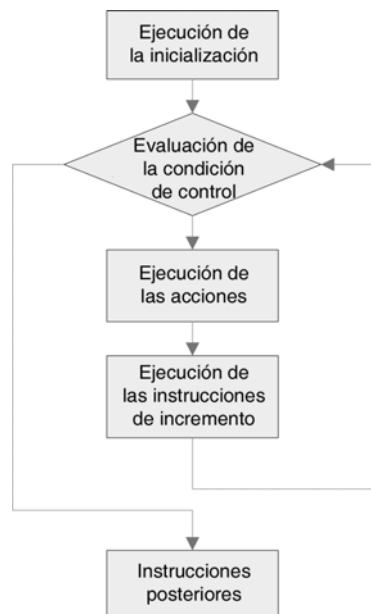 Ejecución de
la inicialización
Evaluación de
la condición
de control
Ejecución de
las acciones
Ejecución de
las instrucciones
de incremento
Instrucciones
posteriores